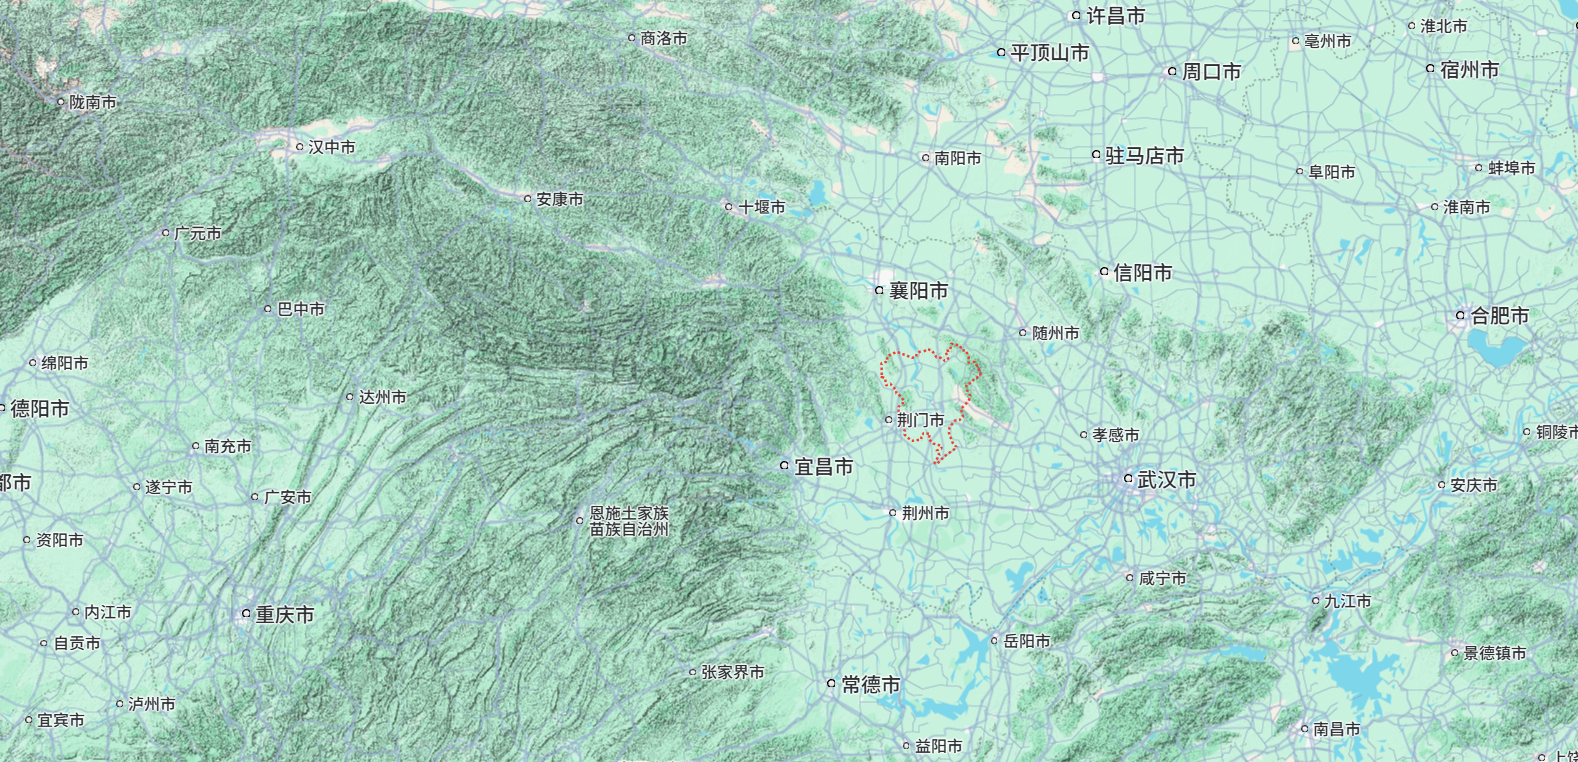 许昌市
淮北市
商洛市
亳州市
平顶山市
宿州市
周口市
陇南市
汉中市
南阳市
驻马店市
阜阳市
蚌埠市
安康市
十堰市
淮南市
广元市
信阳市
襄阳市
巴中市
合肥市
随州市
绵阳市
达州市
德阳市
荆门市
孝感市
铜陵市
南充市
宜昌市
武汉市
都市
遂宁市
安庆市
广安市
恩施土家族
苗族自治州
荆州市
资阳市
咸宁市
九江市
内江市
重庆市
自贡市
岳阳市
景德镇市
张家界市
常德市
泸州市
宜宾市
南昌市
益阳市
上饶